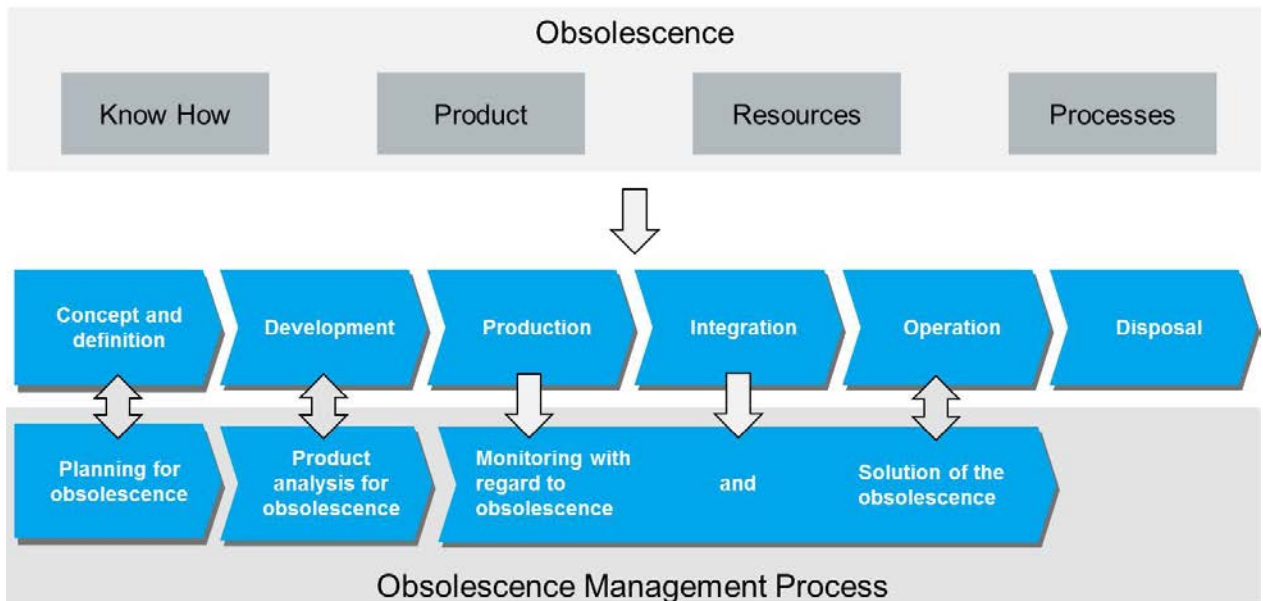 Obsolescence
Know How
Product
Resources
Processes
Concept and
definition
Development
Production
Integration
Operation
Disposal
Planning for
obsolescence
Product
analysis for
obsolescence
Monitoring with
regard to
obsolescence
and
Solution of the
obsolescence
Obsolescence Management Process